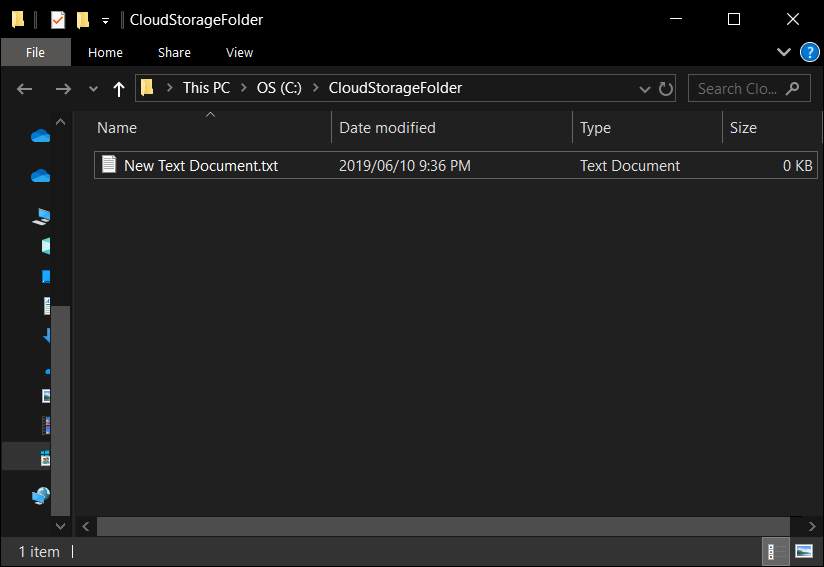 CloudStorageFolder
File Home Share View
This PC OS (C:) CloudStorageFolder Search Clo...
Name Date modified Type Size
New Text Document.txt 2019/06/10 9:36 PM Text Document 0 KB
1 item